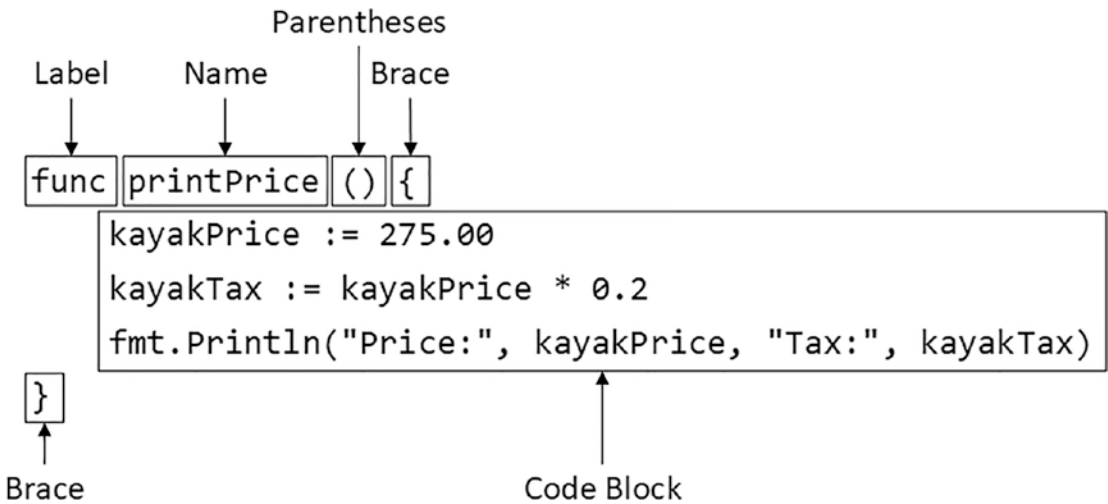 Parentheses
Label Name Brace
func printPrice () {
kayakPrice := 275.00
kayakTax := kayakPrice * 0.2
fmt.Println("Price:", kayakPrice, "Tax:", kayakTax)
}
Brace Code Block